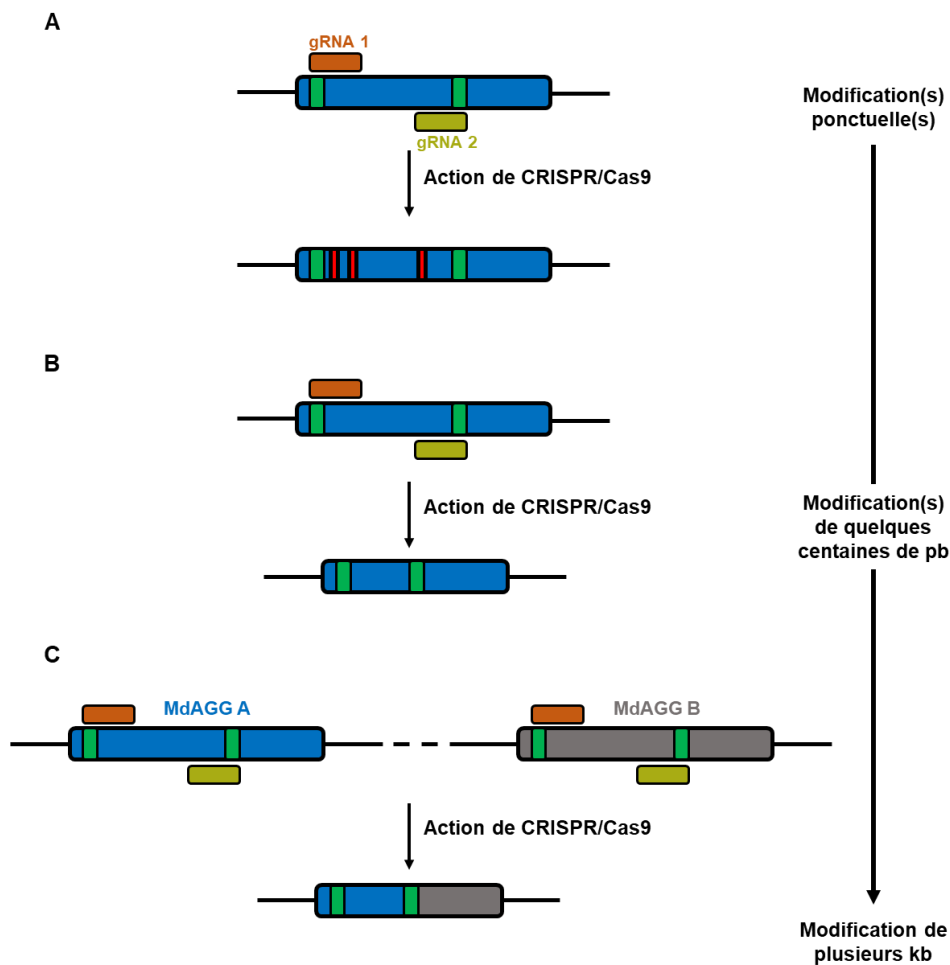 A
gRNA 1
gRNA 2
Action de CRISPR/Cas9
Modification(s)
ponctuelle(s)
B
Action de CRISPR/Cas9
Modification(s)
de quelques
centaines de pb
C
MdAGG A
MdAGG B
Action de CRISPR/Cas9
Modification de
plusieurs kb